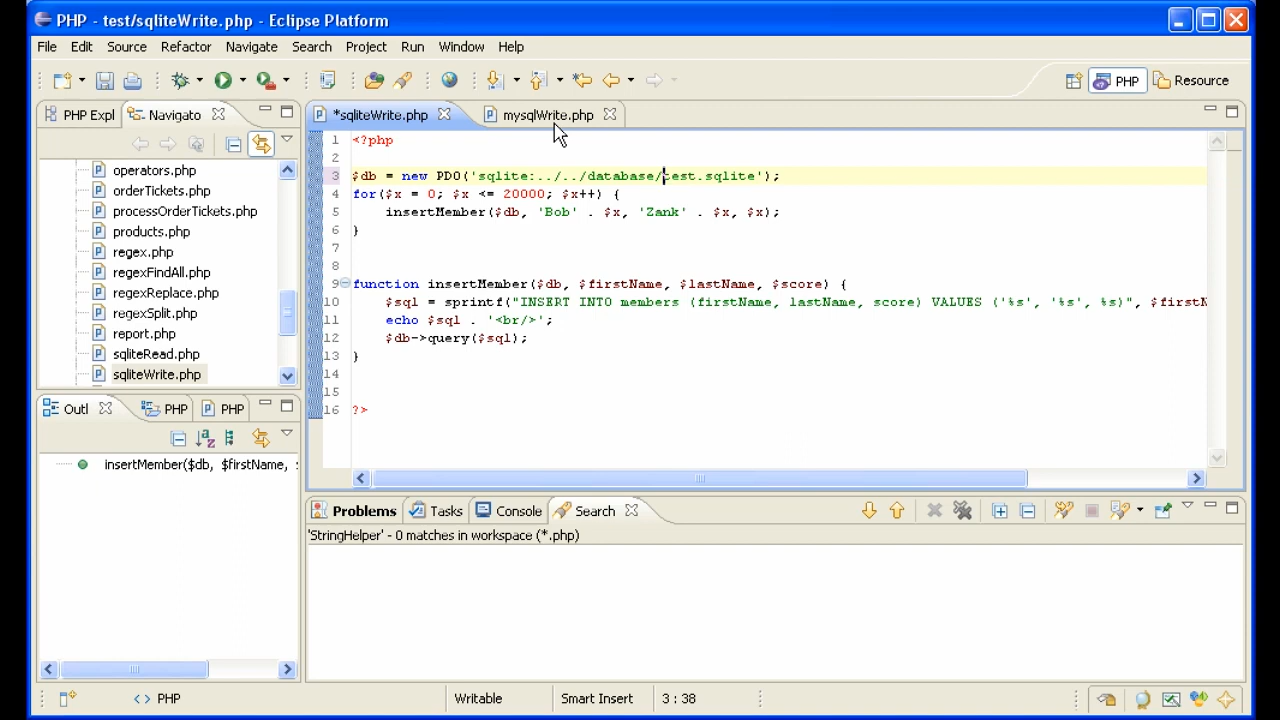 PHP - test/sqliteWrite.php - Eclipse Platform
File Edit Source Refactor Navigate Search Project Run Window Help
PHP Resource
PHP Expl Navigato
*sqliteWrite.php mysqlWrite.php
operators.php
orderTickets.php
processOrderTickets.php
products.php
regex.php
regexFindAll.php
regexReplace.php
regexSplit.php
report.php
sqliteRead.php
sqliteWrite.php
1 <?php
2
3 $db = new PDO('sqlite:../../database/test.sqlite');
4 for($x = 0; $x <= 20000; $x++) {
5 insertMember($db, 'Bob' . $x, 'Zank' . $x, $x);
6 }
7
8
9 function insertMember($db, $firstName, $lastName, $score) {
10 $sql = sprintf("INSERT INTO members (firstName, lastName, score) VALUES ('%s', '%s', %s)", $firstN
11 echo $sql . '<br/>';
12 $db->query($sql);
13 }
14
15
16 ?>
Outl PHP PHP
insertMember($db, $firstName,
Problems Tasks Console Search
'StringHelper' - 0 matches in workspace (*.php)
<> PHP Writable Smart Insert 3 : 38